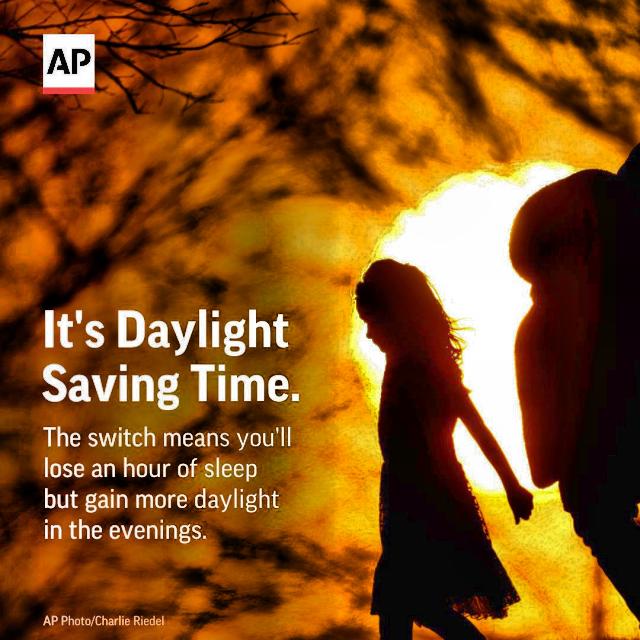 AP
It's Daylight
Saving Time.
The switch means you'll
lose an hour of sleep
but gain more daylight
in the evenings.
AP Photo/Charlie Riedel